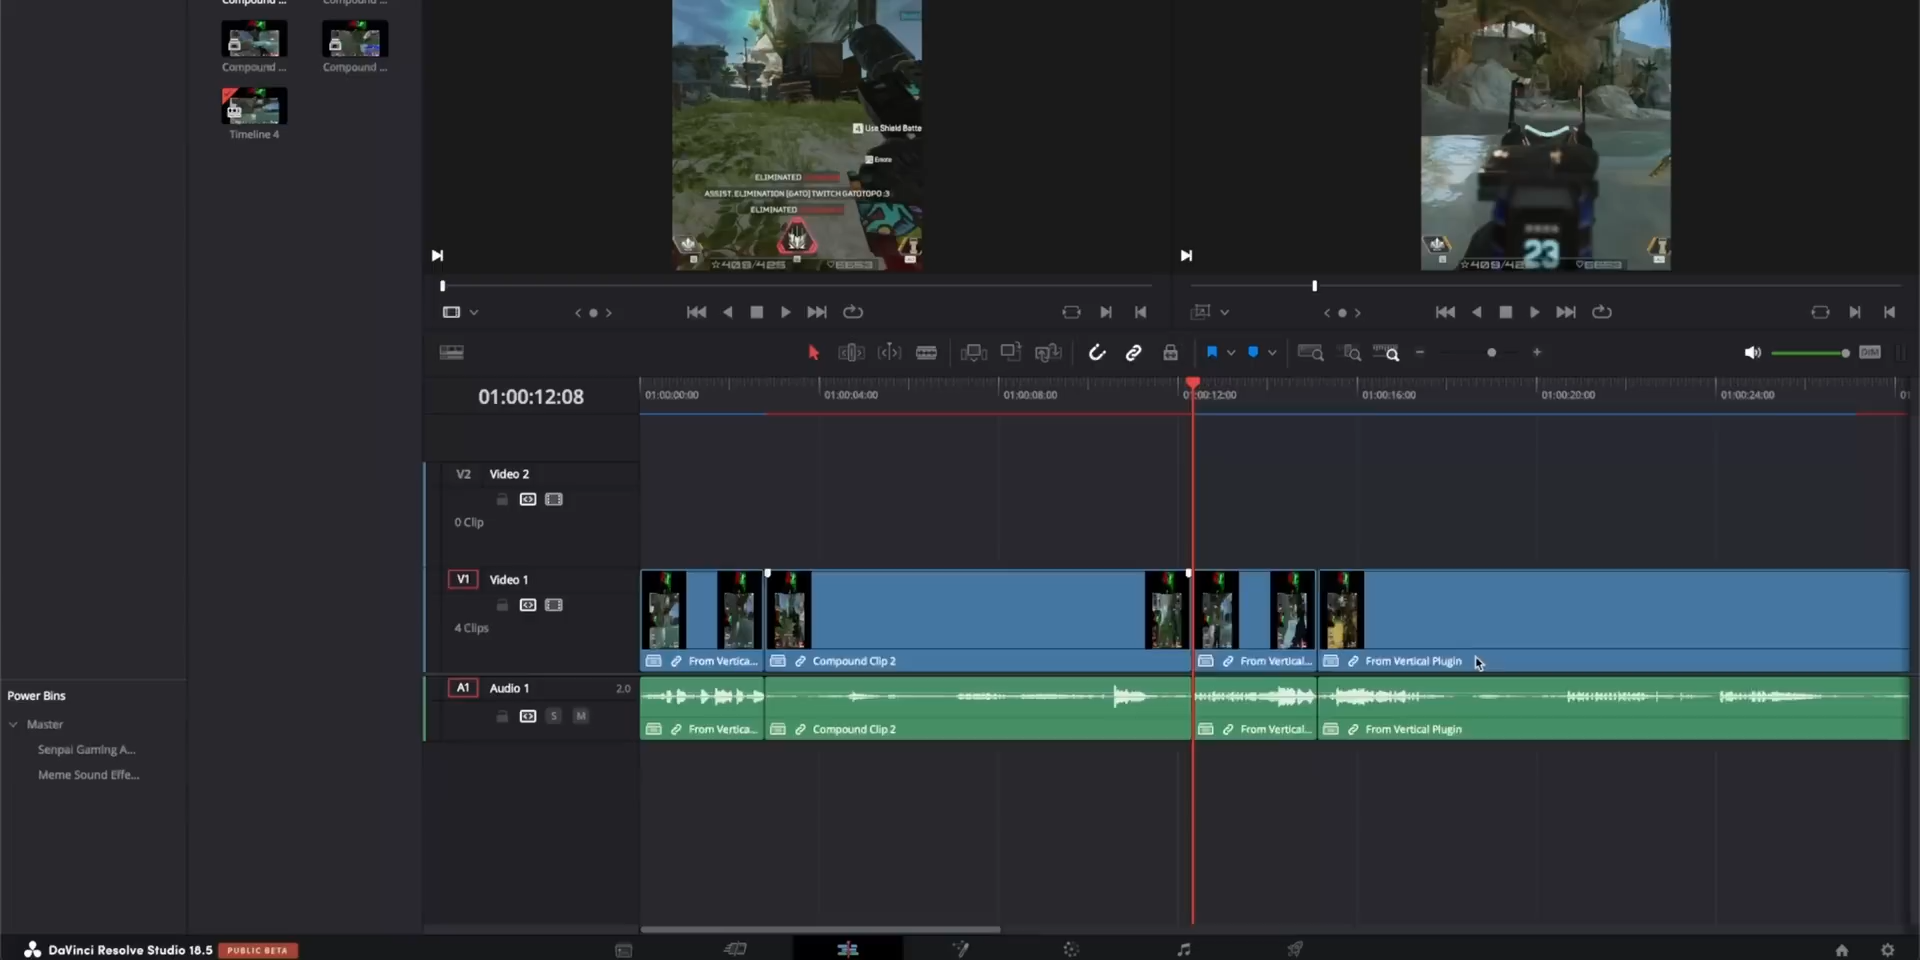 Compound ...
Compound ...
Compound ...
Compound ...
Timeline 4
Use Shield Batte
Emote
ELIMINATED
ASSIST, ELIMINATION [GATO] TWITCH GATOTOPO :3
ELIMINATED
23
01:00:12:08
01:00:00:00
01:00:04:00
01:00:08:00
01:00:12:00
01:00:16:00
01:00:20:00
01:00:24:00
DIM
V2 Video 2
0 Clip
V1 Video 1
4 Clips
From Vertica...
Compound Clip 2
From Vertical...
From Vertical Plugin
A1 Audio 1 2.0
S M
From Vertica...
Compound Clip 2
From Vertical...
From Vertical Plugin
Power Bins
Master
Senpai Gaming A...
Meme Sound Effe...
DaVinci Resolve Studio 18.5 PUBLIC BETA